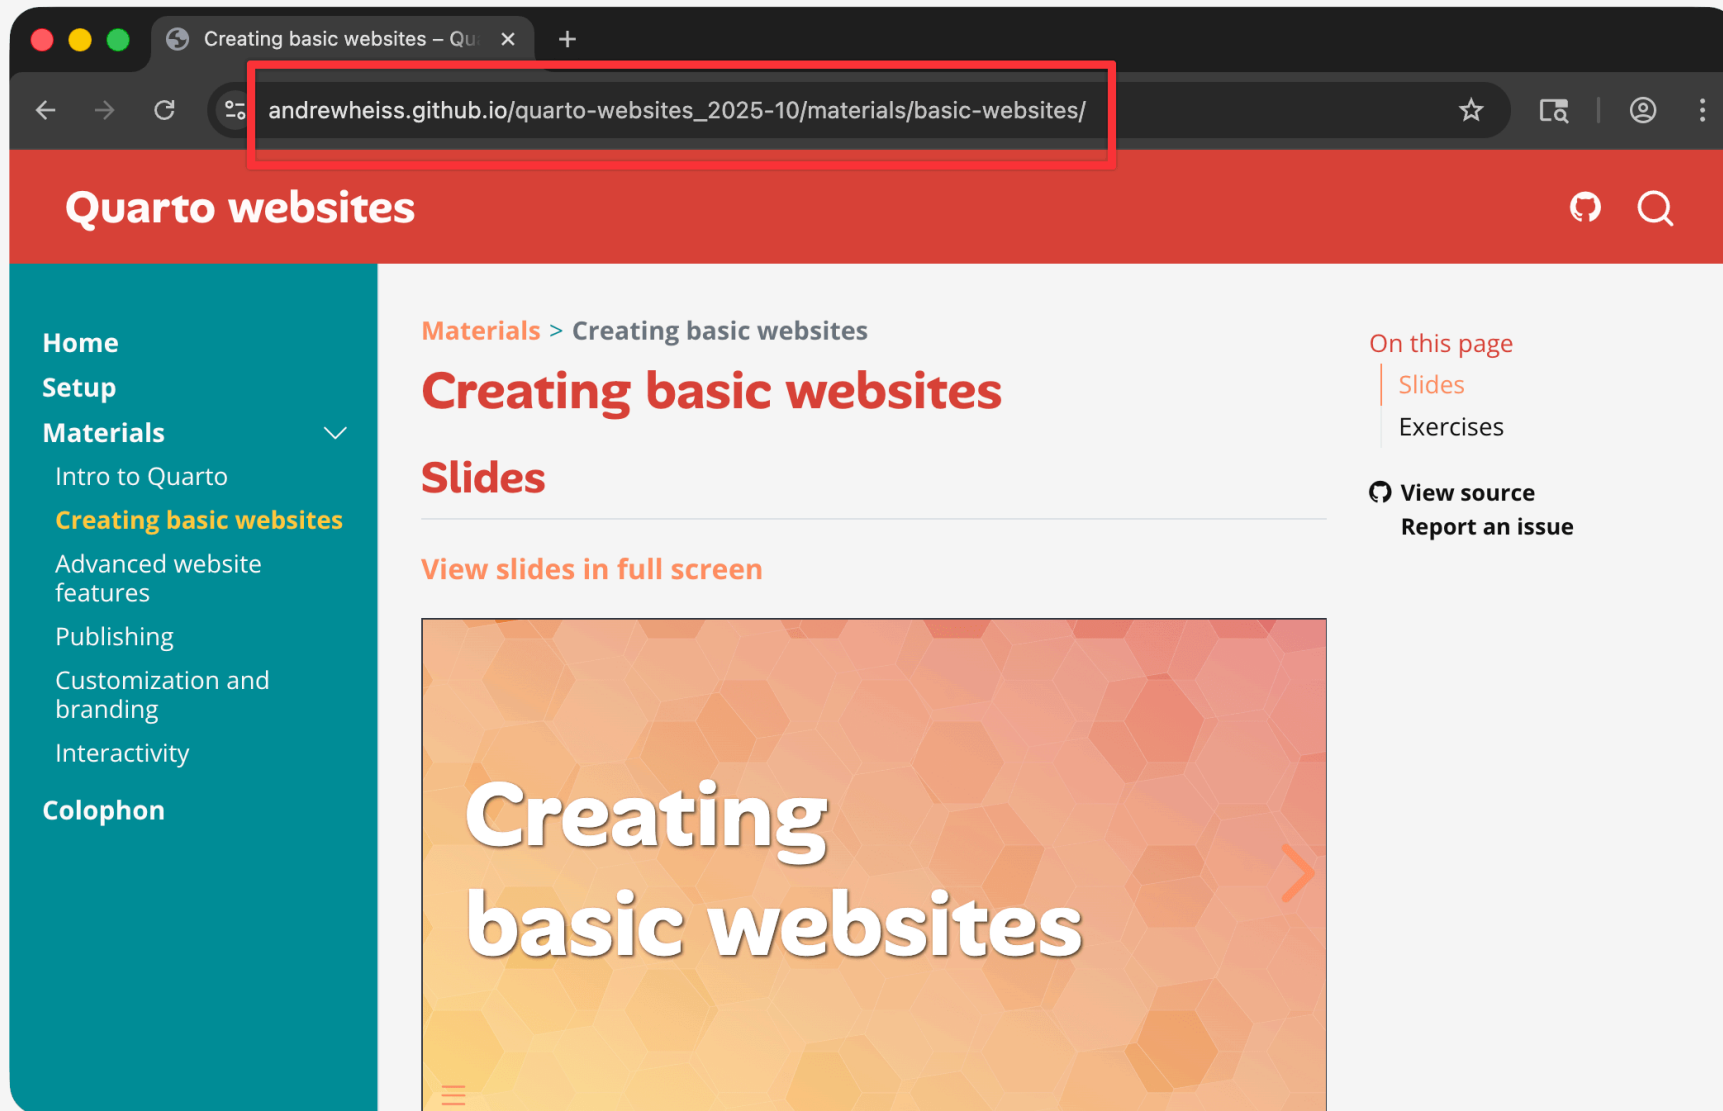 Creating basic websites – Qu
andrewheiss.github.io/quarto-websites_2025-10/materials/basic-websites/
Quarto websites
Home
Setup
Materials
Intro to Quarto
Creating basic websites
Advanced website
features
Publishing
Customization and
branding
Interactivity
Colophon
Materials > Creating basic websites
Creating basic websites
Slides
View slides in full screen
Creating
basic websites
On this page
Slides
Exercises
View source
Report an issue